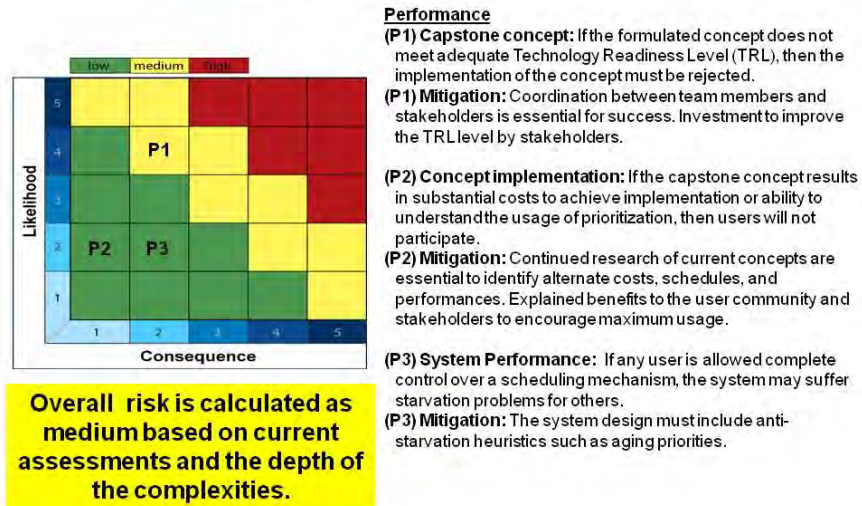 Performance
(P1) Capstone concept: If the formulated concept does not
meet adequate Technology Readiness Level (TRL), then the
implementation of the concept must be rejected.
(P1) Mitigation: Coordination between team members and
stakeholders is essential for success. Investment to improve
the TRL level by stakeholders.
(P2) Concept implementation: If the capstone concept results
in substantial costs to achieve implementation or ability to
understand the usage of prioritization, then users will not
participate.
(P2) Mitigation: Continued research of current concepts are
essential to identify alternate costs, schedules, and
performances. Explained benefits to the user community and
stakeholders to encourage maximum usage.
(P3) System Performance: If any user is allowed complete
control over a scheduling mechanism, the system may suffer
starvation problems for others.
(P3) Mitigation: The system design must include anti-
starvation heuristics such as aging priorities.
low medium high
Likelihood
5
4 P1
3
2 P2 P3
1
1 2 3 4 5
Consequence
Overall risk is calculated as
medium based on current
assessments and the depth of
the complexities.